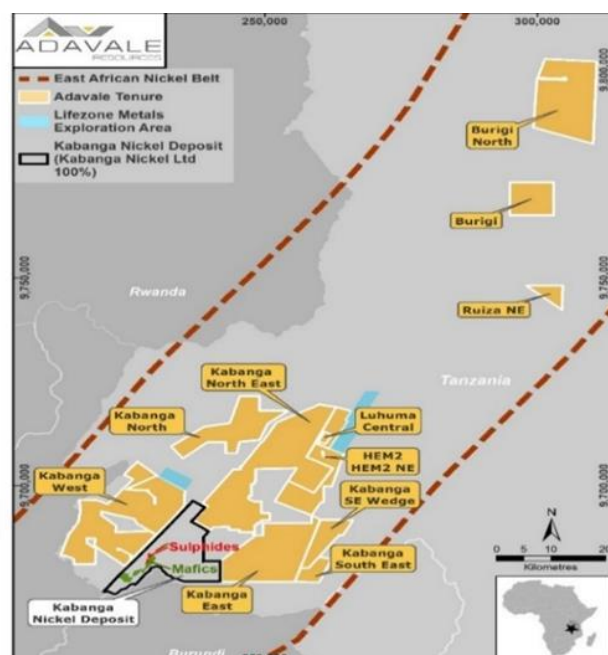 ADAVALE
RESOURCES
East African Nickel Belt
Adavale Tenure
Lifezone Metals
Exploration Area
Kabanga Nickel Deposit
(Kabanga Nickel Ltd
100%)
250,000
300,000
9,800,000
Burigi
North
Burigi
9,750,000
9,750,000
Ruiza NE
Rwanda
Tanzania
Kabanga
North East
Kabanga
North
Luhuma
Central
HEM2
HEM2 NE
Kabanga
West
Kabanga
SE Wedge
9,700,000
9,700,000
Sulphides
Mafics
Kabanga
South East
Kabanga
East
Kabanga
Nickel Deposit
Burundi
N
0
10
20
Kilometres